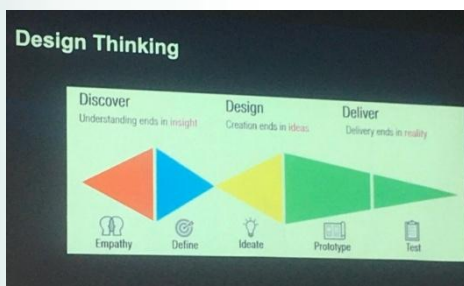 Design Thinking
Discover
Understanding ends in insight
Design
Creation ends in ideas
Deliver
Delivery ends in reality
Empathy
Define
Ideate
Prototype
Test